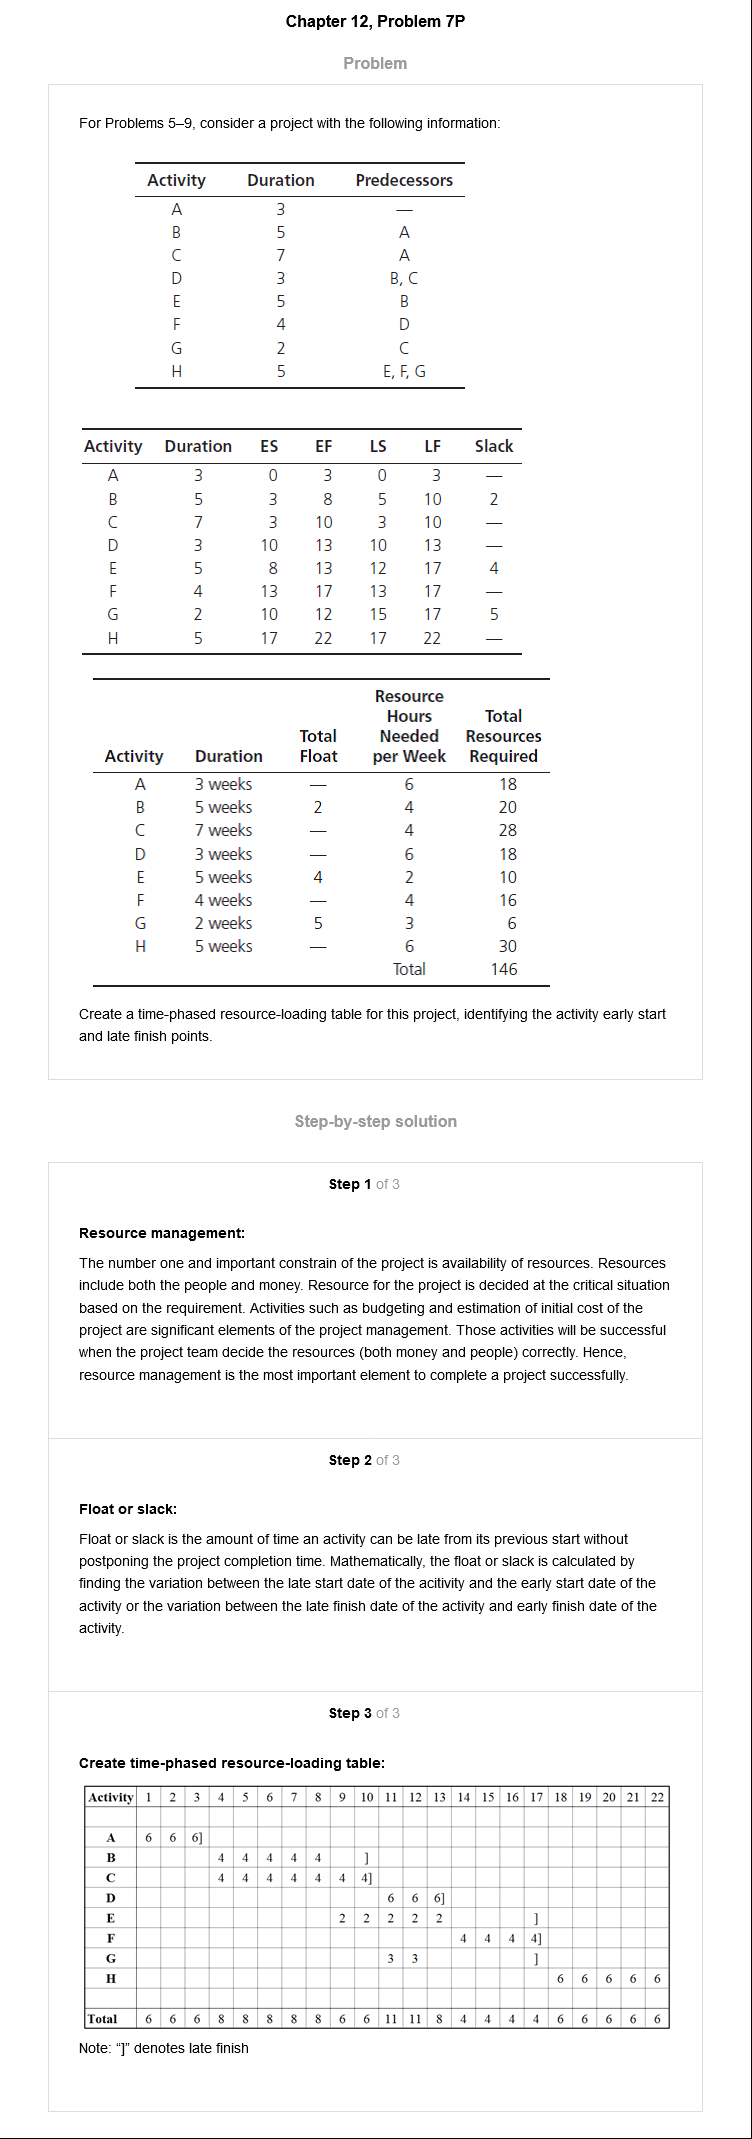 Chapter 12, Problem 7P
Problem
For Problems 5–9, consider a project with the following information:
Activity Duration Predecessors
A 3 —
B 5 A
C 7 A
D 3 B, C
E 5 B
F 4 D
G 2 C
H 5 E, F, G
Activity Duration ES EF LS LF Slack
A 3 0 3 0 3 —
B 5 3 8 5 10 2
C 7 3 10 3 10 —
D 3 10 13 10 13 —
E 5 8 13 12 17 4
F 4 13 17 13 17 —
G 2 10 12 15 17 5
H 5 17 22 17 22 —
Resource
Hours Total
Total Needed Resources
Activity Duration Float per Week Required
A 3 weeks — 6 18
B 5 weeks 2 4 20
C 7 weeks — 4 28
D 3 weeks — 6 18
E 5 weeks 4 2 10
F 4 weeks — 4 16
G 2 weeks 5 3 6
H 5 weeks — 6 30
Total 146
Create a time-phased resource-loading table for this project, identifying the activity early start
and late finish points.
Step-by-step solution
Step 1 of 3
Resource management:
The number one and important constrain of the project is availability of resources. Resources
include both the people and money. Resource for the project is decided at the critical situation
based on the requirement. Activities such as budgeting and estimation of initial cost of the
project are significant elements of the project management. Those activities will be successful
when the project team decide the resources (both money and people) correctly. Hence,
resource management is the most important element to complete a project successfully.
Step 2 of 3
Float or slack:
Float or slack is the amount of time an activity can be late from its previous start without
postponing the project completion time. Mathematically, the float or slack is calculated by
finding the variation between the late start date of the acitivity and the early start date of the
activity or the variation between the late finish date of the activity and early finish date of the
activity.
Step 3 of 3
Create time-phased resource-loading table:
Activity 1 2 3 4 5 6 7 8 9 10 11 12 13 14 15 16 17 18 19 20 21 22
A 6 6 6]
B 4 4 4 4 4 ]
C 4 4 4 4 4 4 4]
D 6 6 6]
E 2 2 2 2 2 ]
F 4 4 4 4]
G 3 3 ]
H 6 6 6 6 6
Total 6 6 6 8 8 8 8 8 6 6 11 11 8 4 4 4 4 6 6 6 6 6
Note: “]” denotes late finish